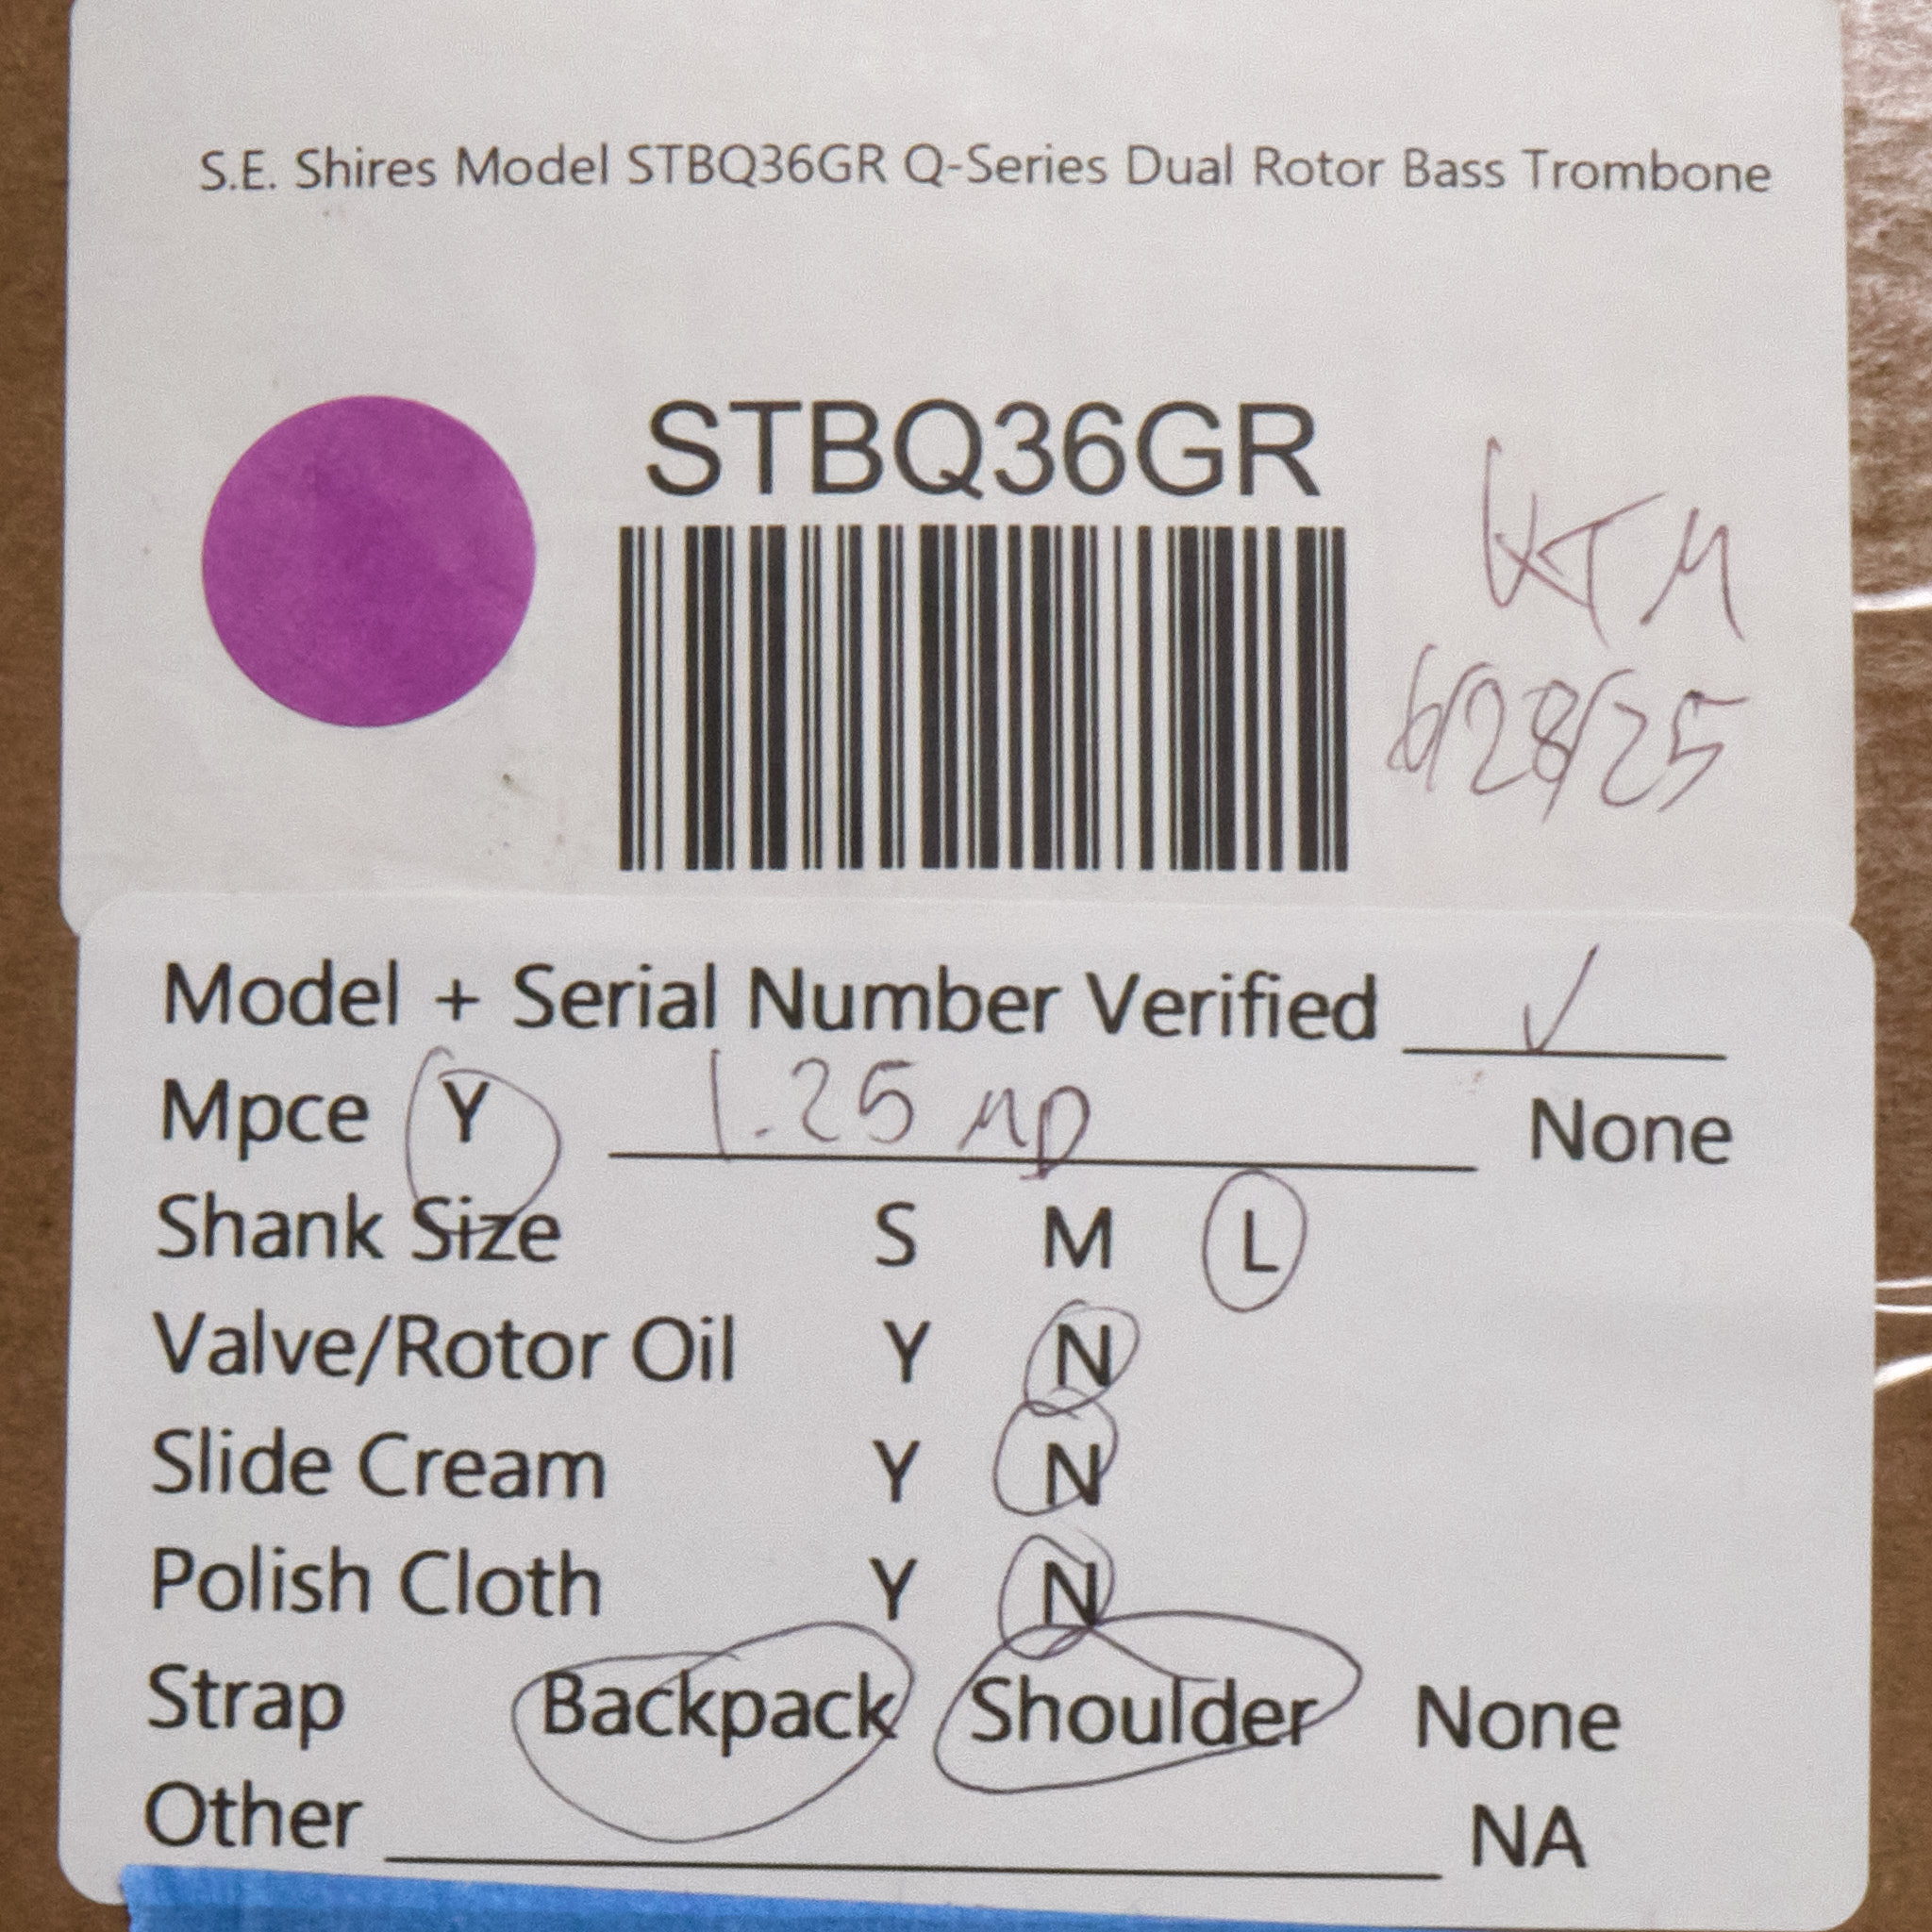 S.E. Shires Model STBQ36GR Q-Series Dual Rotor Bass Trombone
STBQ36GR
KTM
6/28/25
Model + Serial Number Verified ✓
Mpce Y 1.25 MD None
Shank Size S M L
Valve/Rotor Oil Y N
Slide Cream Y N
Polish Cloth Y N
Strap Backpack Shoulder None
Other NA